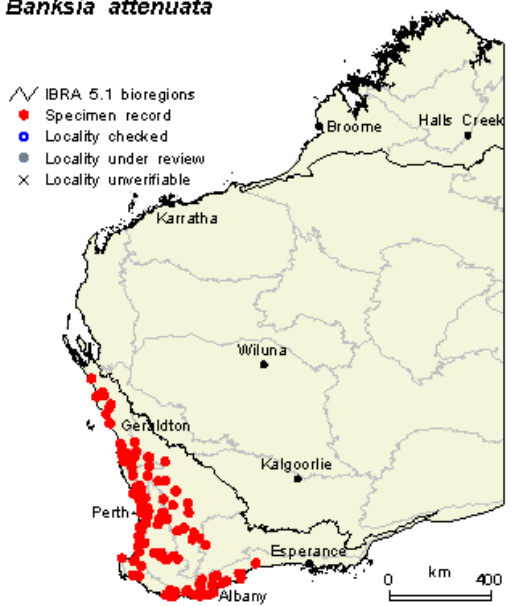 Banksia attenuata
IBRA 5.1 bioregions
Specimen record
Locality checked
Locality under review
Locality unverifiable
Broome
Halls Creek
Karratha
Wiluna
Geraldton
Kalgoorlie
Perth
Esperance
Albany
0 km 400